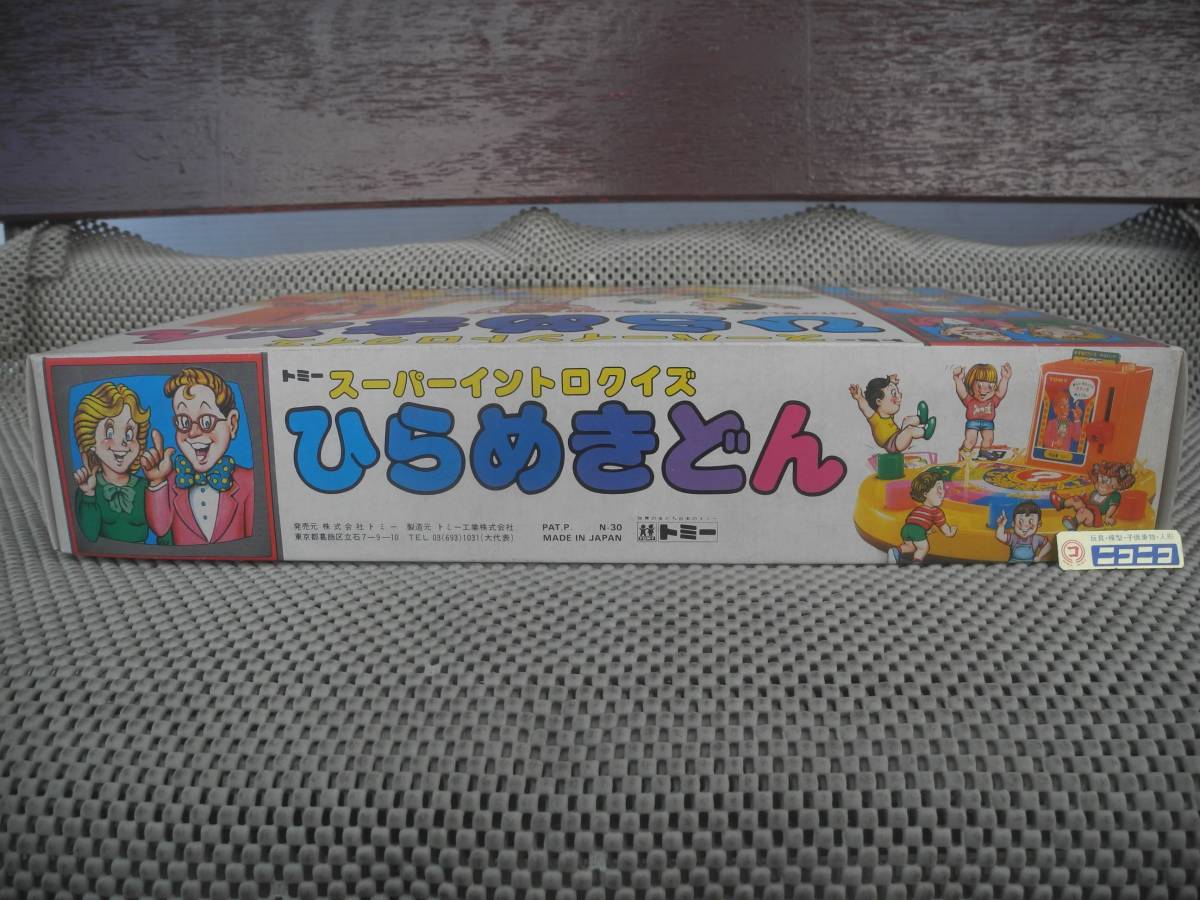 トミー スーパーイントロクイズ
ひらめきどん
発売元 株式会社トミー 製造元 トミー工業株式会社
東京都葛飾区立石7-9-10 TEL 03(693)1031(大代表)
PAT.P. N-30
MADE IN JAPAN
トミー
TOMY
玩具・模型・子供乗物・人形
ニコニコ